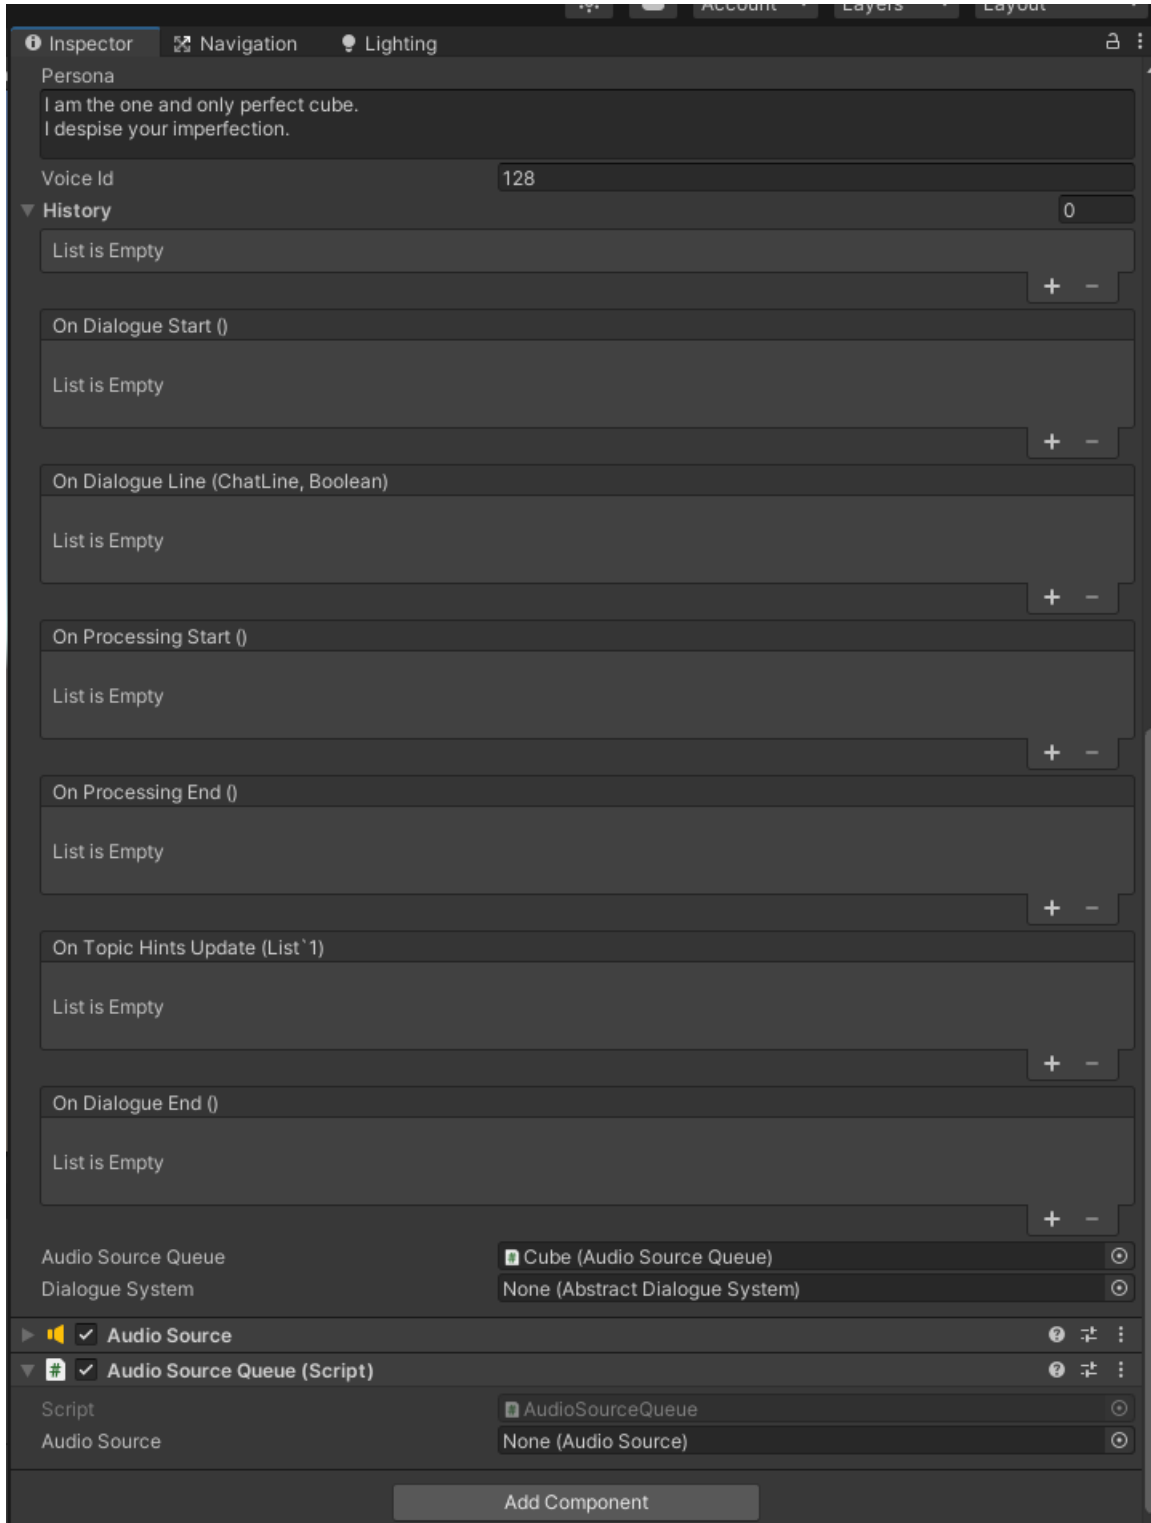 Account
Layers
Layout
Inspector
Navigation
Lighting
Persona
I am the one and only perfect cube.
I despise your imperfection.
Voice Id
128
History
0
List is Empty
+ -
On Dialogue Start ()
List is Empty
+ -
On Dialogue Line (ChatLine, Boolean)
List is Empty
+ -
On Processing Start ()
List is Empty
+ -
On Processing End ()
List is Empty
+ -
On Topic Hints Update (List`1)
List is Empty
+ -
On Dialogue End ()
List is Empty
+ -
Audio Source Queue
Cube (Audio Source Queue)
Dialogue System
None (Abstract Dialogue System)
Audio Source
Audio Source Queue (Script)
Script
AudioSourceQueue
Audio Source
None (Audio Source)
Add Component